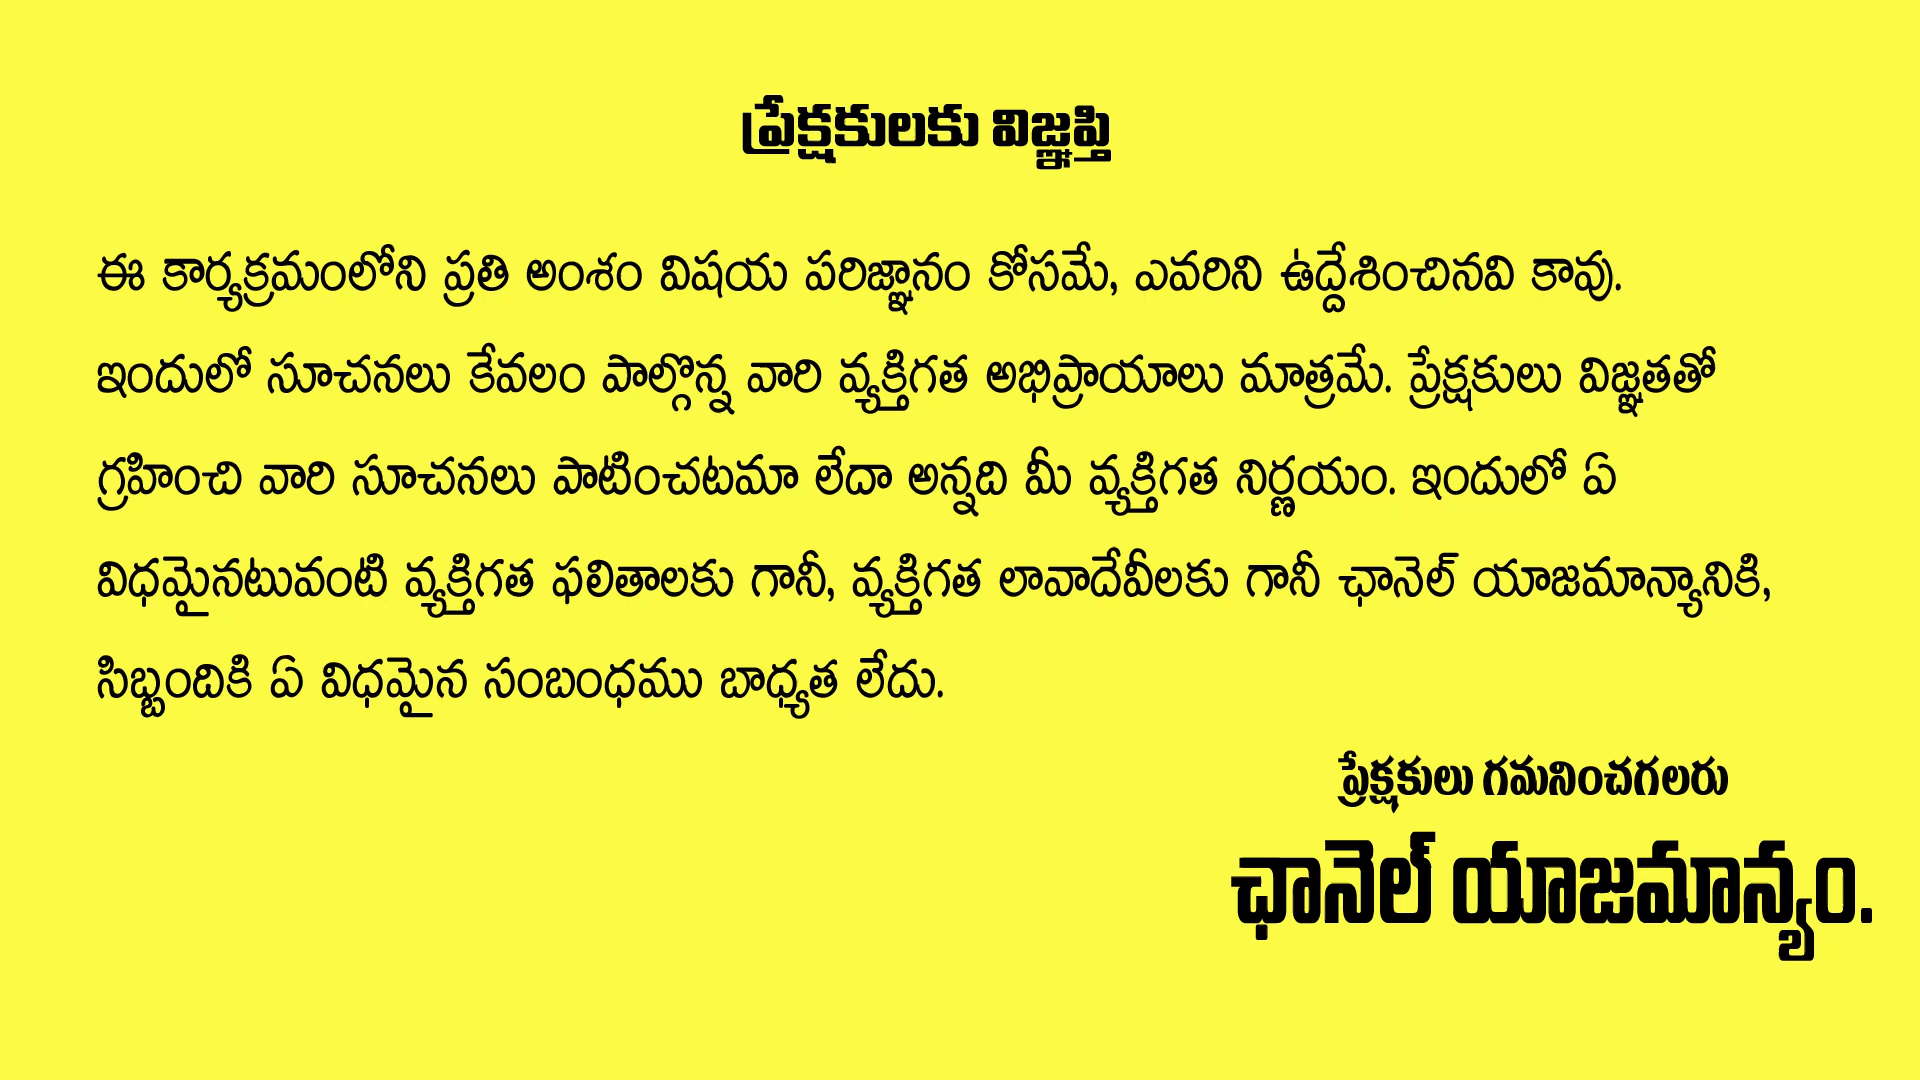 ప్రేక్షకులకు విజ్ఞప్తి
ఈ కార్యక్రమంలోని ప్రతి అంశం విషయ పరిజ్ఞానం కోసమే, ఎవరిని ఉద్దేశించినవి కావు.
ఇందులో సూచనలు కేవలం పాల్గొన్న వారి వ్యక్తిగత అభిప్రాయాలు మాత్రమే. ప్రేక్షకులు విజ్ఞతతో
గ్రహించి వారి సూచనలు పాటించటమా లేదా అన్నది మీ వ్యక్తిగత నిర్ణయం. ఇందులో ఏ
విధమైనటువంటి వ్యక్తిగత ఫలితాలకు గానీ, వ్యక్తిగత లావాదేవీలకు గానీ ఛానెల్ యాజమాన్యానికి,
సిబ్బందికి ఏ విధమైన సంబంధము బాధ్యత లేదు.
ప్రేక్షకులు గమనించగలరు
ఛానెల్ యాజమాన్యం.